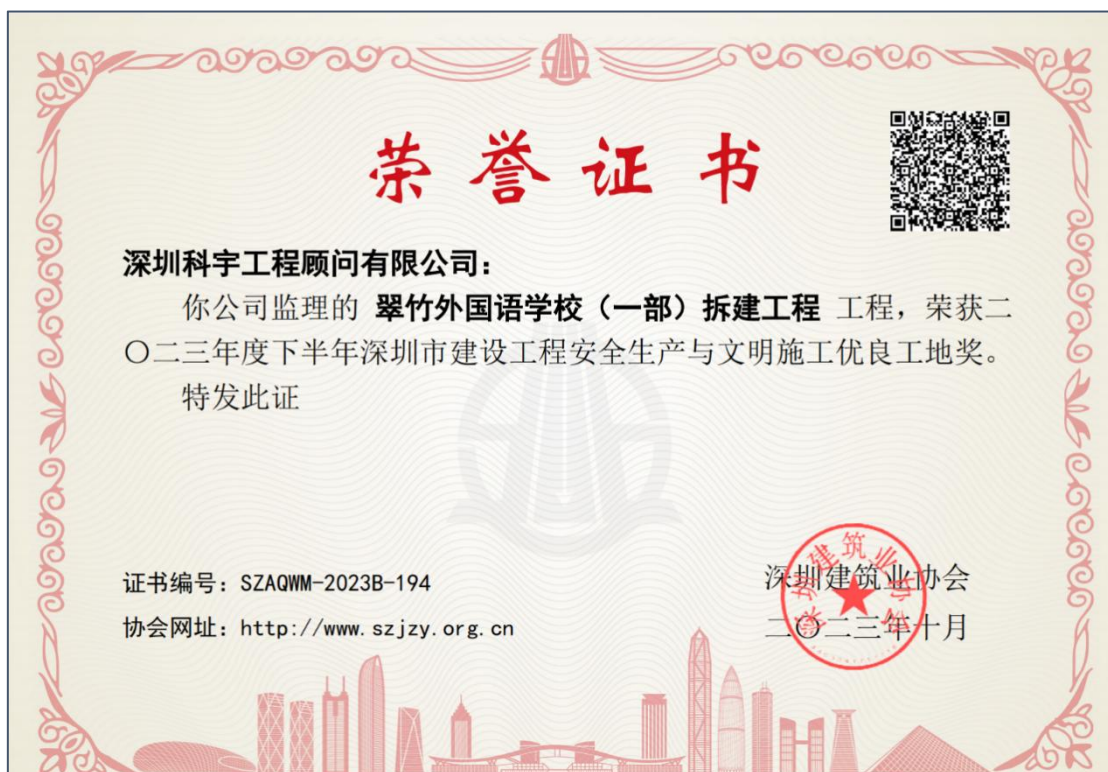 荣誉证书
深圳科宇工程顾问有限公司：
你公司监理的 翠竹外国语学校（一部）拆建工程 工程，荣获二
〇二三年度下半年深圳市建设工程安全生产与文明施工优良工地奖。
特发此证
证书编号：SZAQWM-2023B-194
深圳建筑业协会
协会网址：http://www.szjzy.org.cn
二〇二三年十月
深圳建筑业协会